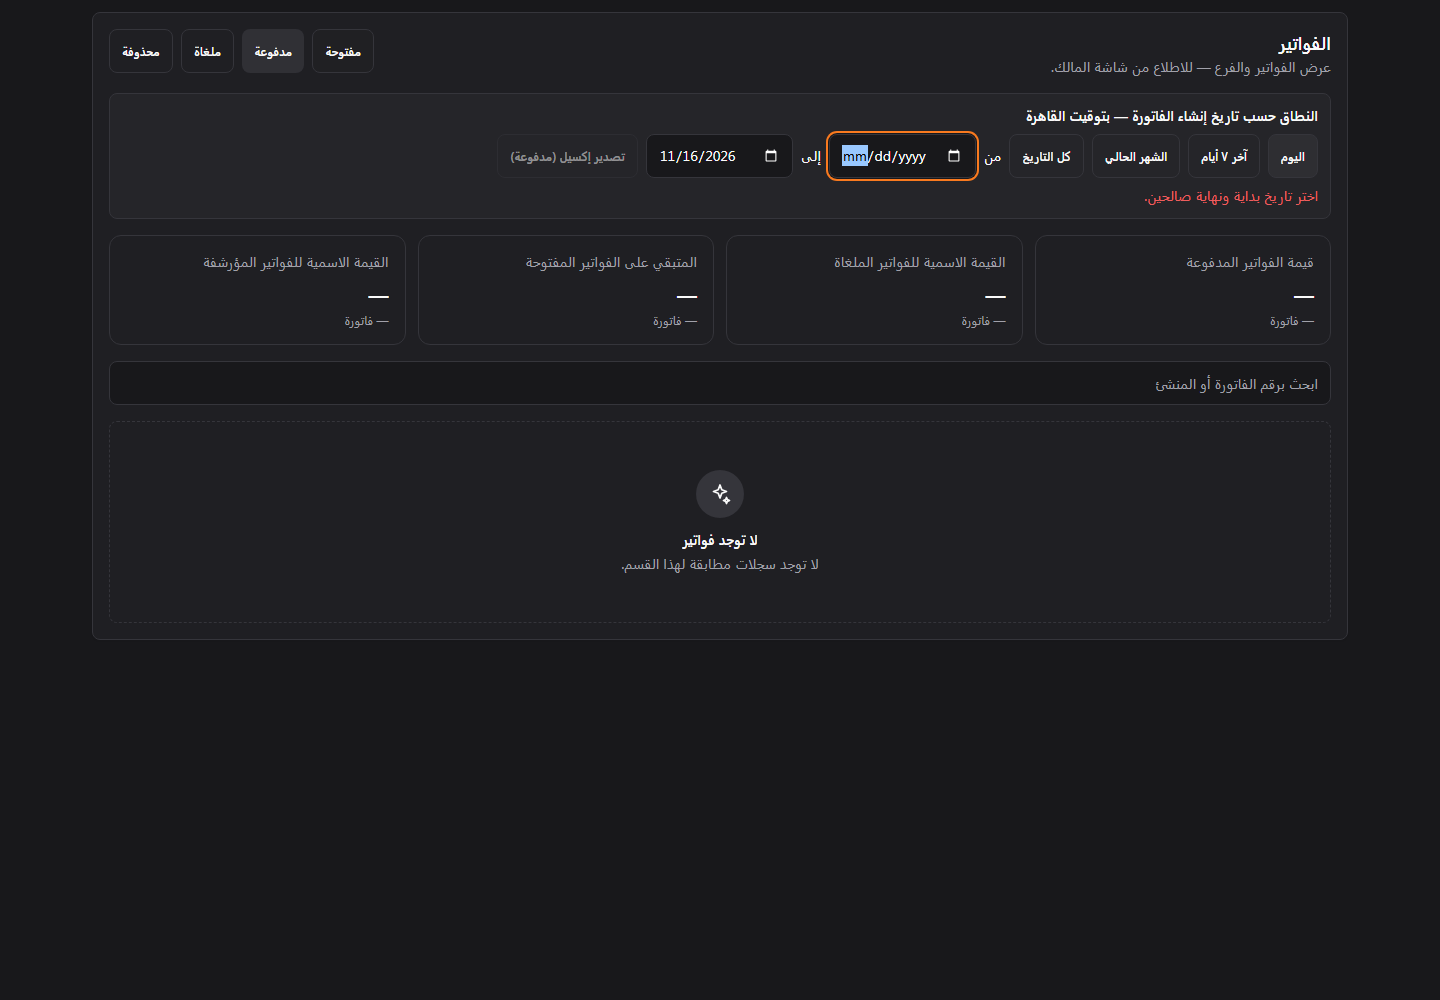 الفواتير
عرض الفواتير والفرع — للاطلاع من شاشة المالك.
مفتوحة
مدفوعة
ملغاة
محذوفة
النطاق حسب تاريخ إنشاء الفاتورة — بتوقيت القاهرة
اليوم
آخر ٧ أيام
الشهر الحالي
كل التاريخ
من
mm/dd/yyyy
إلى
11/16/2026
تصدير إكسيل (مدفوعة)
اختر تاريخ بداية ونهاية صالحين.
قيمة الفواتير المدفوعة
—
— فاتورة
القيمة الاسمية للفواتير الملغاة
—
— فاتورة
المتبقي على الفواتير المفتوحة
—
— فاتورة
القيمة الاسمية للفواتير المؤرشفة
—
— فاتورة
ابحث برقم الفاتورة أو المنشئ
لا توجد فواتير
لا توجد سجلات مطابقة لهذا القسم.